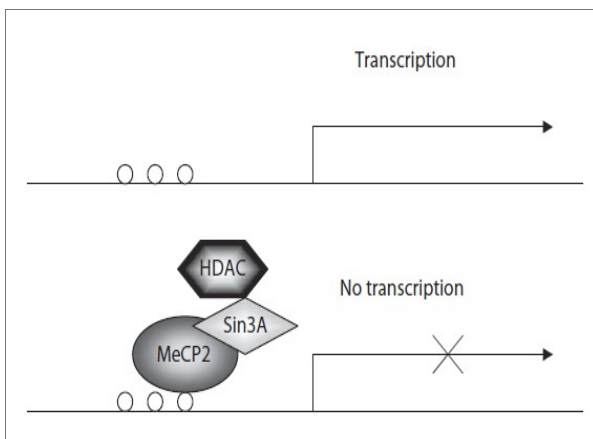 Transcription
HDAC
No transcription
Sin3A
MeCP2